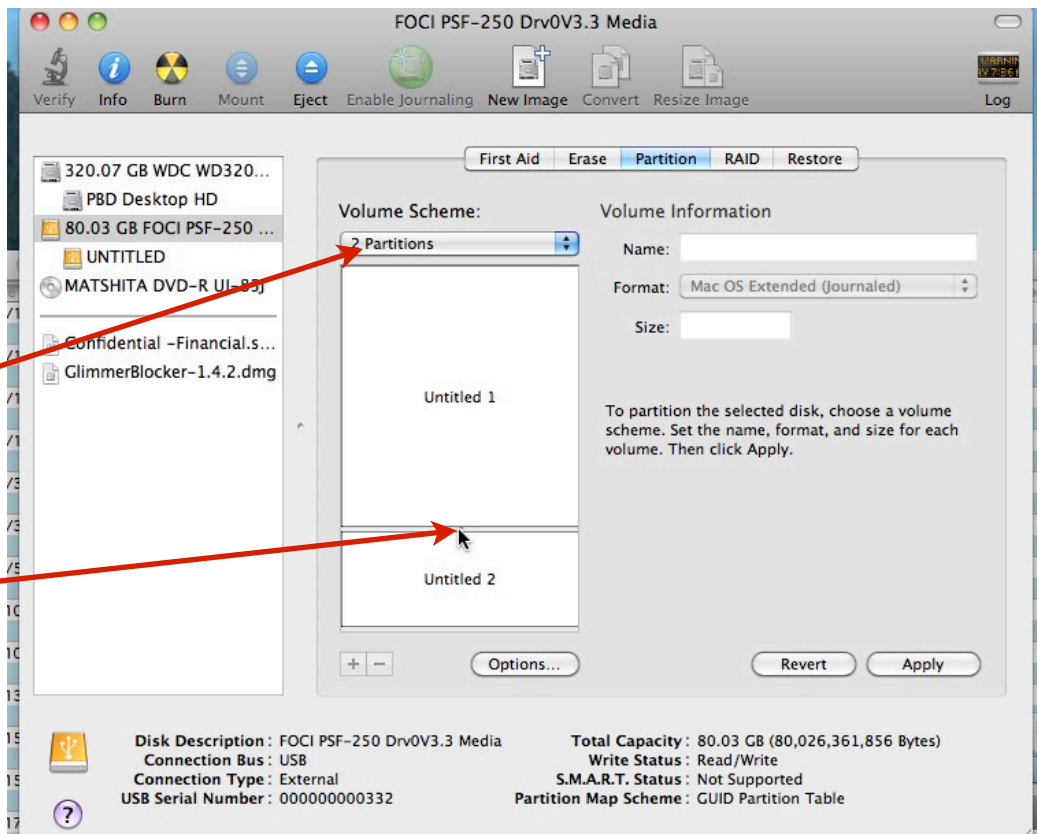 FOCI PSF-250 Drv0V3.3 Media
Verify Info Burn Mount Eject Enable Journaling New Image Convert Resize Image Log
First Aid Erase Partition RAID Restore
320.07 GB WDC WD320...
PBD Desktop HD
80.03 GB FOCI PSF-250 ...
UNTITLED
MATSHITA DVD-R UJ-85J
Confidential -Financial.s...
GlimmerBlocker-1.4.2.dmg
Volume Scheme:
2 Partitions
Untitled 1
Untitled 2
+ -
Options...
Volume Information
Name:
Format: Mac OS Extended (Journaled)
Size:
To partition the selected disk, choose a volume
scheme. Set the name, format, and size for each
volume. Then click Apply.
Revert Apply
Disk Description : FOCI PSF-250 Drv0V3.3 Media
Connection Bus : USB
Connection Type : External
USB Serial Number : 000000000332
Total Capacity : 80.03 GB (80,026,361,856 Bytes)
Write Status : Read/Write
S.M.A.R.T. Status : Not Supported
Partition Map Scheme : GUID Partition Table
?